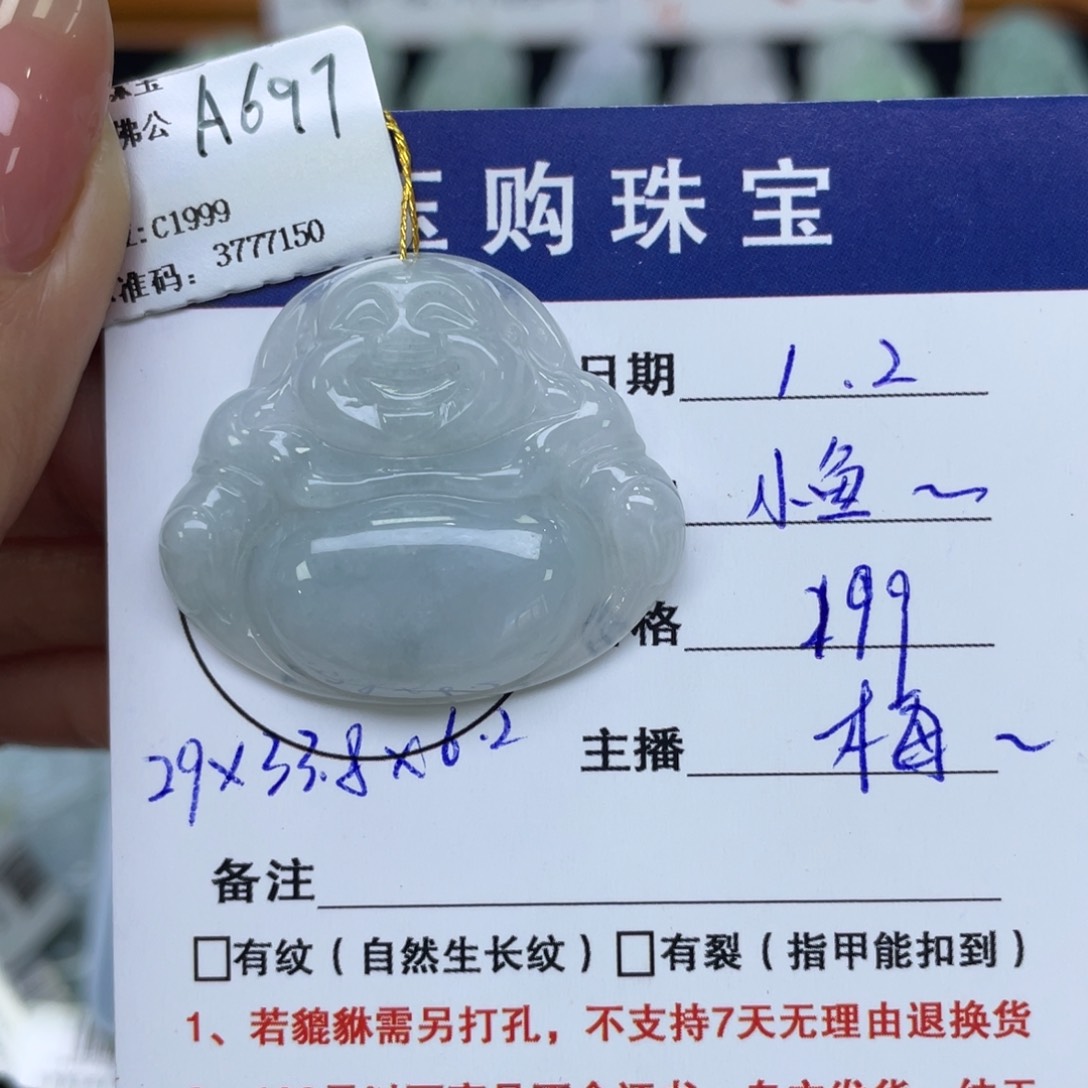 佛公 A697
C1999
准码：3777150
玉购珠宝
日期 1.2
小鱼～
格 199
主播 梅～
29×33.8×6.2
备注
□有纹（自然生长纹）□有裂（指甲能扣到）
1、若貔貅需另打孔，不支持7天无理由退换货